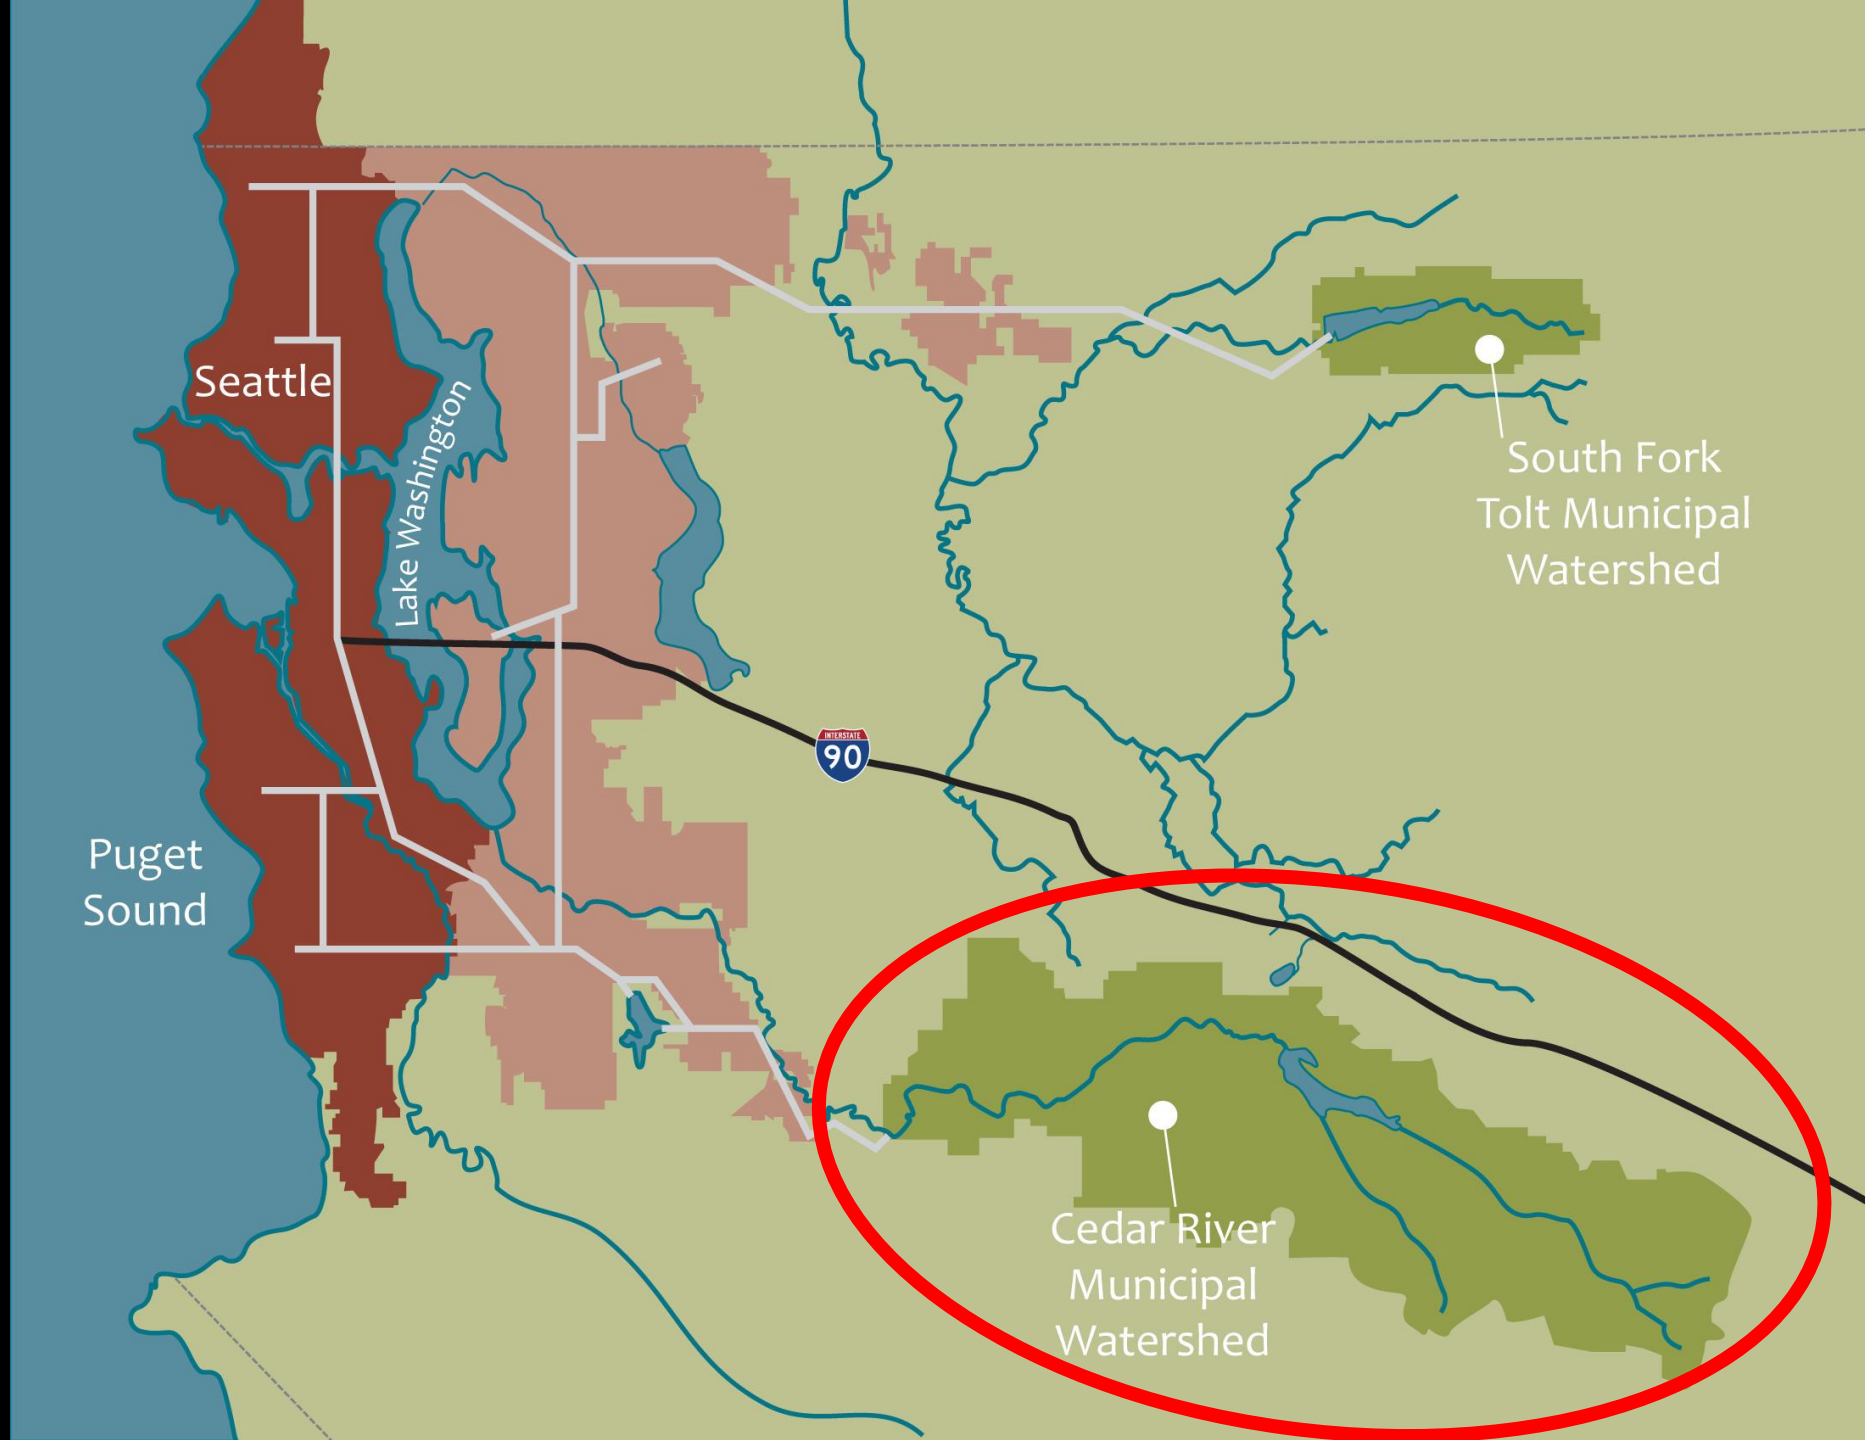 Seattle
Lake Washington
South Fork
Tolt Municipal
Watershed
INTERSTATE
90
Puget
Sound
Cedar River
Municipal
Watershed